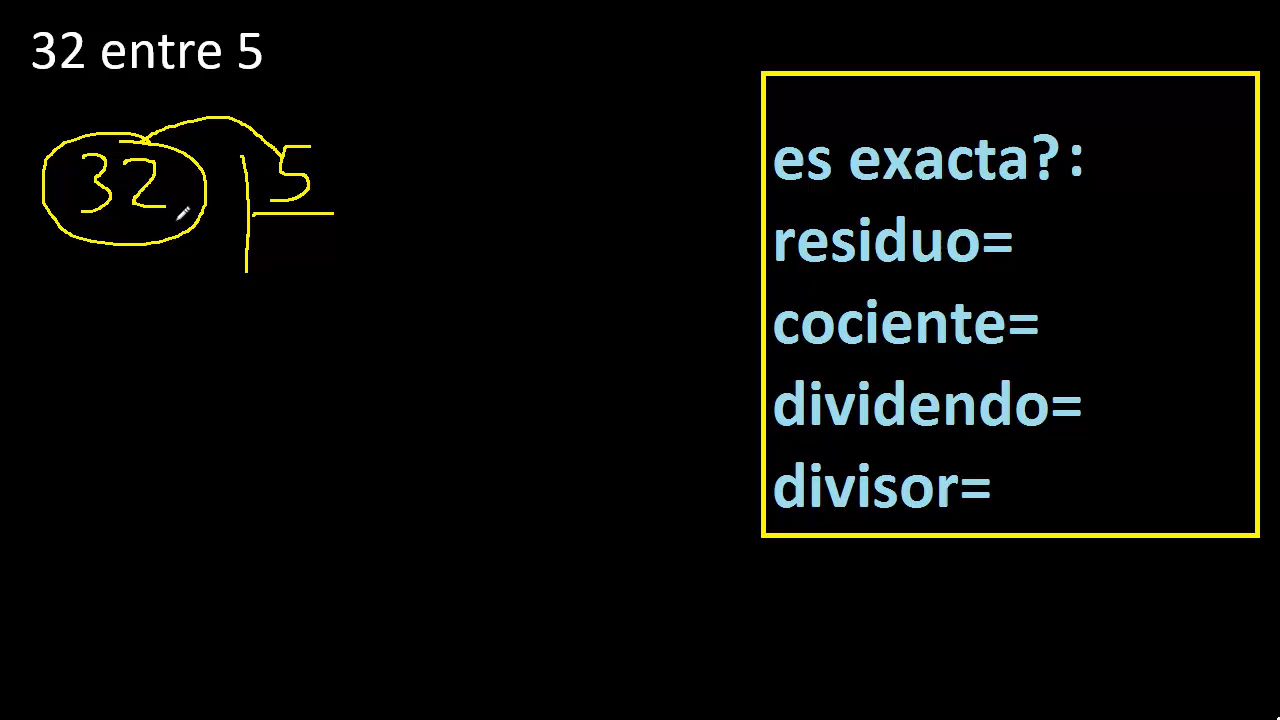 32 entre 5
32 5
es exacta?:
residuo=
cociente=
dividendo=
divisor=